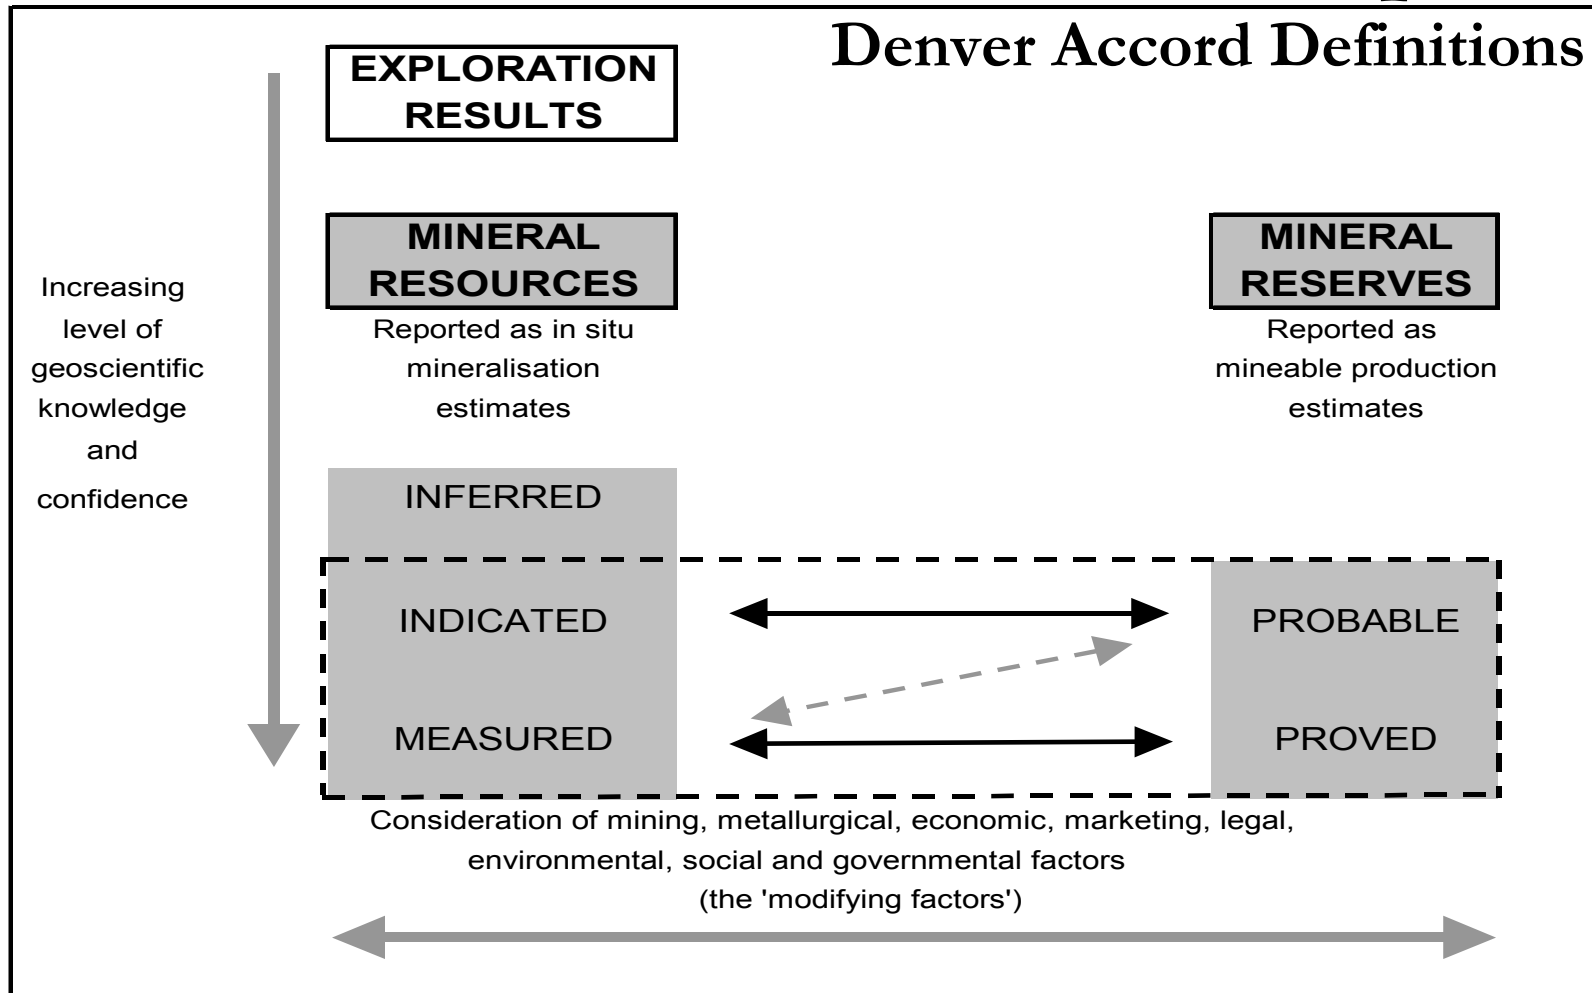 Denver Accord Definitions
EXPLORATION
RESULTS
MINERAL
RESOURCES
MINERAL
RESERVES
Increasing
level of
geoscientific
knowledge
and
confidence
Reported as in situ
mineralisation
estimates
Reported as
mineable production
estimates
INFERRED
INDICATED
PROBABLE
MEASURED
PROVED
Consideration of mining, metallurgical, economic, marketing, legal,
environmental, social and governmental factors
(the 'modifying factors')